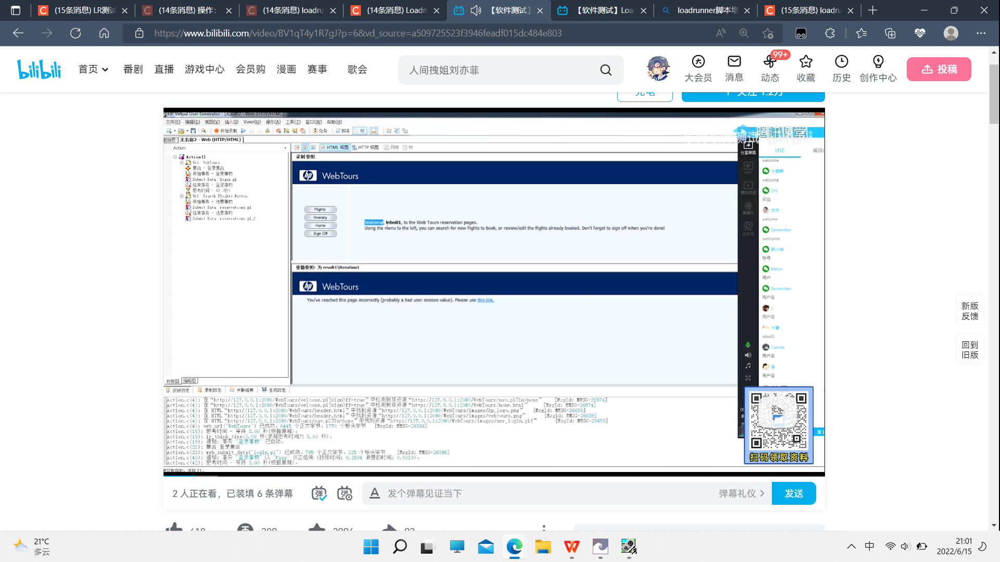 (15条消息) LR测试
(14条消息) 操作:
(14条消息) loadru
(14条消息) Loadru
【软件测试】
【软件测试】Loa
loadrunner脚本增
(15条消息) loadru
https://www.bilibili.com/video/BV1qT4y1R7gJ?p=6&vd_source=a509725523f3946feadf015dc484e803
bilibili
首页
番剧
直播
游戏中心
会员购
漫画
赛事
歌会
人间拽姐刘亦菲
大会员
消息
99+
动态
收藏
历史
创作中心
投稿
HP Virtual User Generator - [无名称2 - Web (HTTP/HTML)]
文件(F) 编辑(E) 视图(V) 插入(I) Vuser(U) 操作(A) 工具(T) 窗口(W) 帮助(H)
开始录制
任务
脚本
树
腾讯课堂
起始页
无名称2 - Web (HTTP/HTML)
Action
HTML 视图
HTTP 视图
网格
树
Action()
Url: WebTours
集合 - 登录集合
开始事务 - 登录事物
Submit Data: login.pl
结束事务 - 登录事物
思考时间 - 42 (秒)
Url: Search Flights Button
开始事务 - 选票事物
Submit Data: reservations.pl
结束事务 - 选票事物
Submit Data: reservations.pl_2
录制快照
hp WebTours
Flights
Itinerary
Home
Sign Off
Welcome, lebo01, to the Web Tours reservation pages.
Using the menu to the left, you can search for new flights to book, or review/edit the flights already booked. Don't forget to sign off when you're done!
重播快照: 为 result1\Iteration1
hp WebTours
You've reached this page incorrectly (probably a bad user session value). Please use this link.
分享屏幕
PPT
播放视频
摄像头
讨论
成员(
welcome
小傻啊
welcome
ZHI
欢迎
吉吉
welcone
Destember
weilcome
账号
Melon
用户
Destember
用户名
用户名
lebo01
Camille
用户名
用户名
树视图
缩略图
回放日志
录制日志
关联结果
生成日志
Action.c(4): 在 “http://127.0.0.1:2080/WebTours/welcome.pl?signOff=true” 中检测到非资源 “http://127.0.0.1:2080/WebTours/nav.pl?in=home” [MsgId: MMSG-26574]
Action.c(4): 在 “http://127.0.0.1:2080/WebTours/welcome.pl?signOff=true” 中检测到非资源 “http://127.0.0.1:2080/WebTours/home.html” [MsgId: MMSG-26574]
Action.c(4): 在 HTML “http://127.0.0.1:2080/WebTours/header.html” 中找到资源 “http://127.0.0.1:2080/WebTours/images/hp_logo.png” [MsgId: MMSG-26659]
Action.c(4): 在 HTML “http://127.0.0.1:2080/WebTours/header.html” 中找到资源 “http://127.0.0.1:2080/WebTours/images/webtours.png” [MsgId: MMSG-26659]
Action.c(4): 在 HTML “http://127.0.0.1:2080/WebTours/nav.pl?in=home” 中找到资源 “http://127.0.0.1:2080/WebTours/images/mer_login.gif” [MsgId: MMSG-26659]
Action.c(4): web_url("WebTours") 已成功, 6445 个正文字节, 1770 个标头字节 [MsgId: MMSG-26386]
Action.c(15): 思考时间 - 等待 3.00 秒(根据限制)。
Action.c(15): lr_think_time:3.00 秒(录制思考时间为 5.00 秒)。
Action.c(19): 通知: 事务 "登录事物" 已启动。
Action.c(21): 集合 登录集合
Action.c(23): web_submit_data("login.pl") 已成功, 795 个正文字节, 225 个标头字节 [MsgId: MMSG-26386]
Action.c(40): 通知: 事务 "登录事物" 以 "Pass" 状态结束 (持续时间: 0.2694 浪费的时间: 0.0019)。
Action.c(42): 思考时间 - 等待 3.00 秒(根据限制)。
扫码领取资料
新版
反馈
回到
旧版
2 人正在看, 已装填 6 条弹幕
发个弹幕见证当下
弹幕礼仪
发送
21°C
多云
中
21:01
2022/6/15